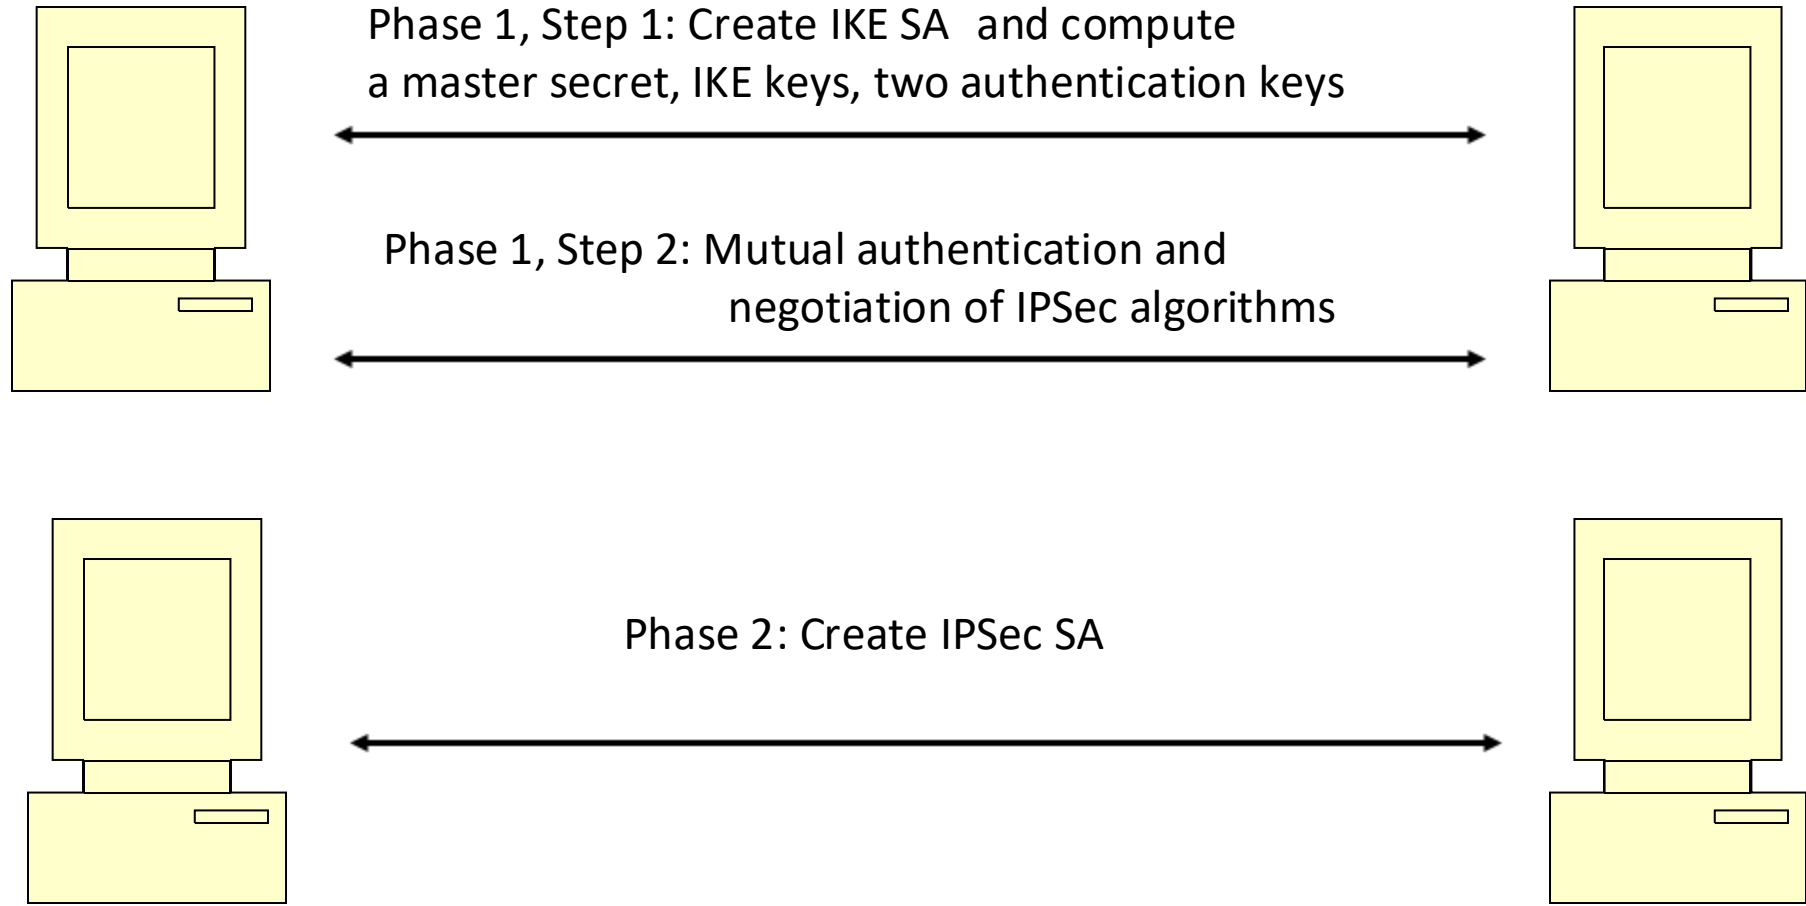 Phase 1, Step 1: Create IKE SA and compute
a master secret, IKE keys, two authentication keys
Phase 1, Step 2: Mutual authentication and
negotiation of IPSec algorithms
Phase 2: Create IPSec SA